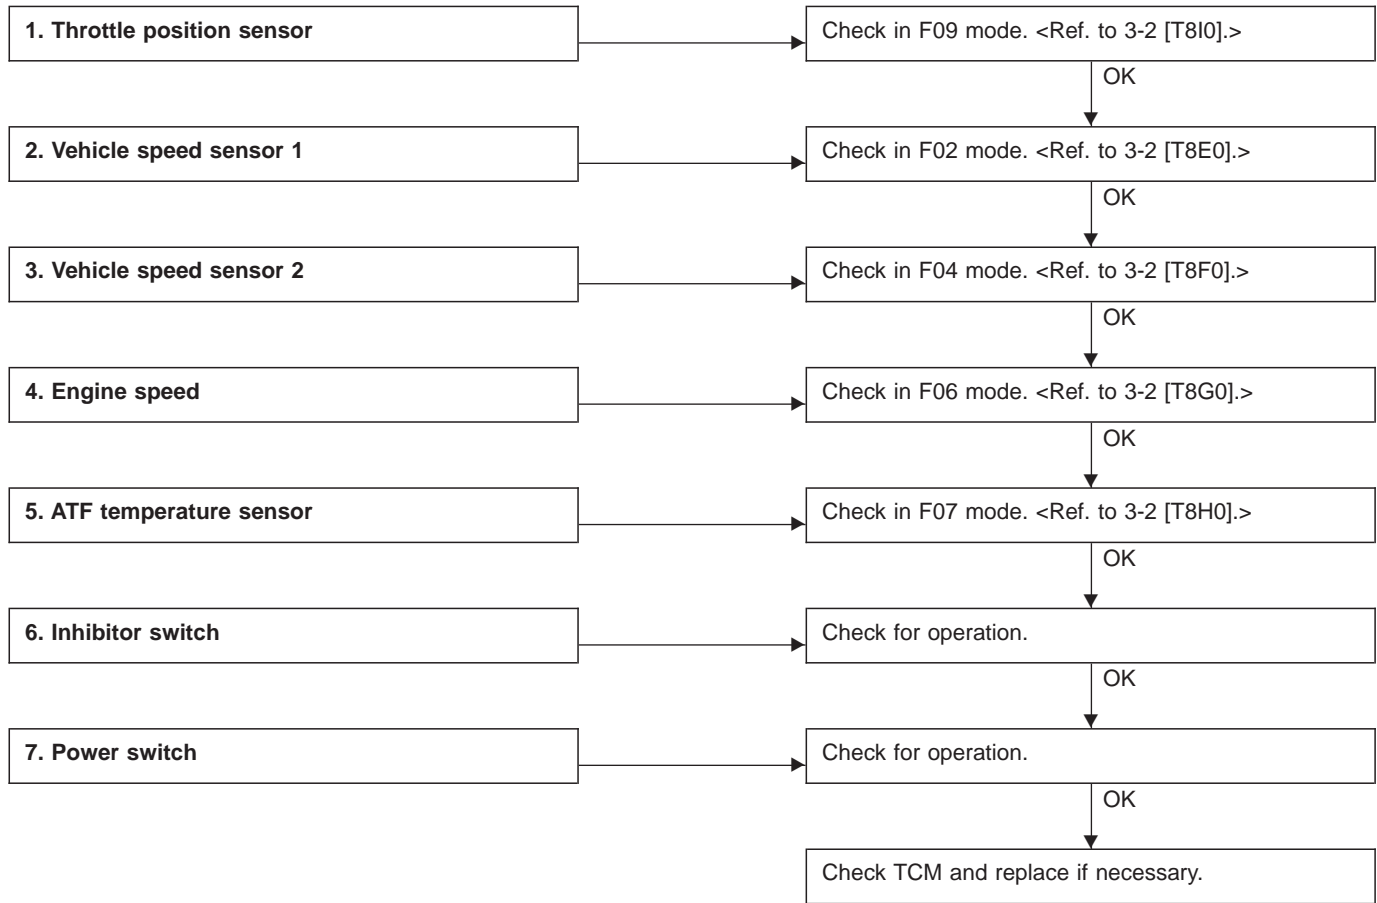 1. Throttle position sensor
Check in F09 mode. <Ref. to 3-2 [T8I0].>
OK
2. Vehicle speed sensor 1
Check in F02 mode. <Ref. to 3-2 [T8E0].>
OK
3. Vehicle speed sensor 2
Check in F04 mode. <Ref. to 3-2 [T8F0].>
OK
4. Engine speed
Check in F06 mode. <Ref. to 3-2 [T8G0].>
OK
5. ATF temperature sensor
Check in F07 mode. <Ref. to 3-2 [T8H0].>
OK
6. Inhibitor switch
Check for operation.
OK
7. Power switch
Check for operation.
OK
Check TCM and replace if necessary.